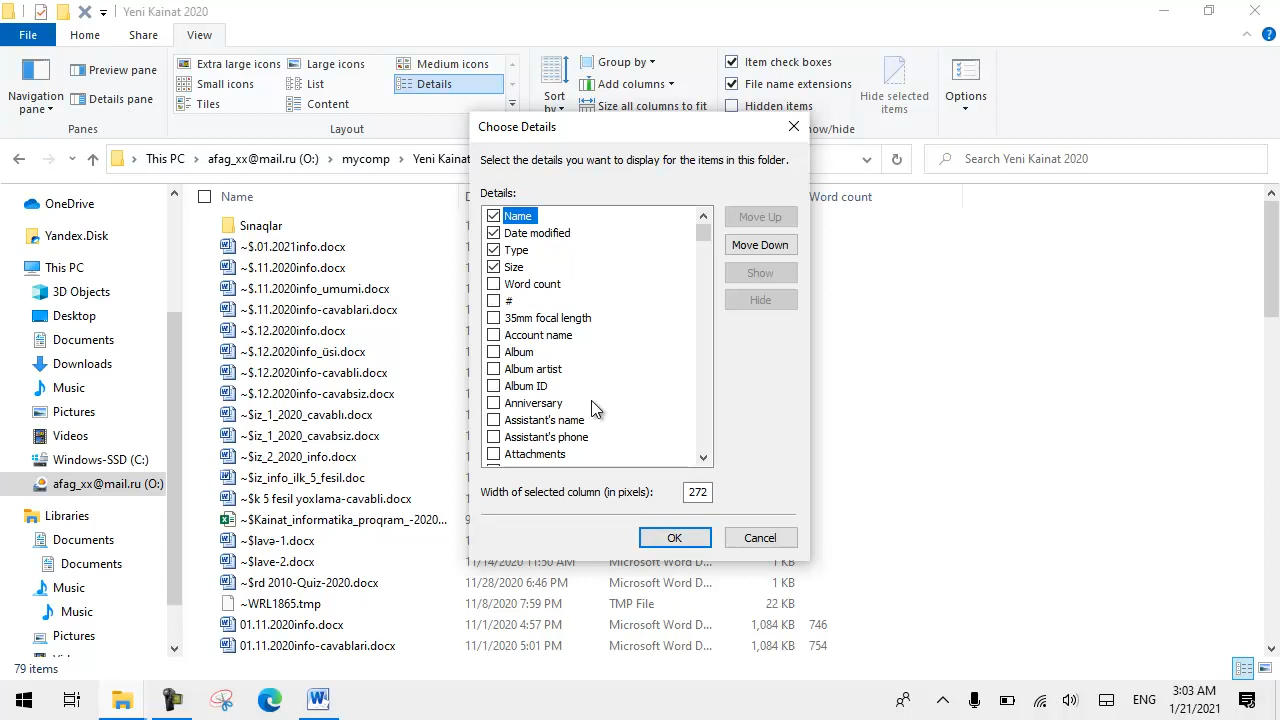 Yeni Kainat 2020
File Home Share View
Navigation pane
Preview pane
Details pane
Panes
Extra large icons Large icons Medium icons
Small icons List Details
Tiles Content
Layout
Sort by
Group by
Add columns
Size all columns to fit
Item check boxes
File name extensions
Hidden items
ow/hide
Hide selected items
Options
This PC afag_xx@mail.ru (O:) mycomp Yeni Kainat
Search Yeni Kainat 2020
OneDrive
Yandex.Disk
This PC
3D Objects
Desktop
Documents
Downloads
Music
Pictures
Videos
Windows-SSD (C:)
afag_xx@mail.ru (O:)
Libraries
Documents
Documents
Music
Music
Pictures
Name D Word count
Sınaqlar
~$.01.2021info.docx
~$.11.2020info.docx
~$.11.2020info_umumi.docx
~$.11.2020info-cavablari.docx
~$.12.2020info.docx
~$.12.2020info_üsi.docx
~$.12.2020info-cavabli.docx
~$.12.2020info-cavabsiz.docx
~$iz_1_2020_cavablı.docx
~$iz_1_2020_cavabsiz.docx
~$iz_2_2020_info.docx
~$iz_info_ilk_5_fesil.doc
~$k 5 fesil yoxlama-cavabli.docx
~$Kainat_informatika_proqram_-2020... 9
~$lava-1.docx
~$lave-2.docx 11/14/2020 11:50 AM Microsoft Word D... 1 KB
~$rd 2010-Quiz-2020.docx 11/28/2020 6:46 PM Microsoft Word D... 1 KB
~WRL1865.tmp 11/8/2020 7:59 PM TMP File 22 KB
01.11.2020info.docx 11/1/2020 4:57 PM Microsoft Word D... 1,084 KB 746
01.11.2020info-cavablari.docx 11/1/2020 5:01 PM Microsoft Word D... 1,084 KB 754
Choose Details
Select the details you want to display for the items in this folder.
Details:
Name
Date modified
Type
Size
Word count
#
35mm focal length
Account name
Album
Album artist
Album ID
Anniversary
Assistant's name
Assistant's phone
Attachments
Move Up
Move Down
Show
Hide
Width of selected column (in pixels): 272
OK Cancel
79 items
ENG
3:03 AM
1/21/2021